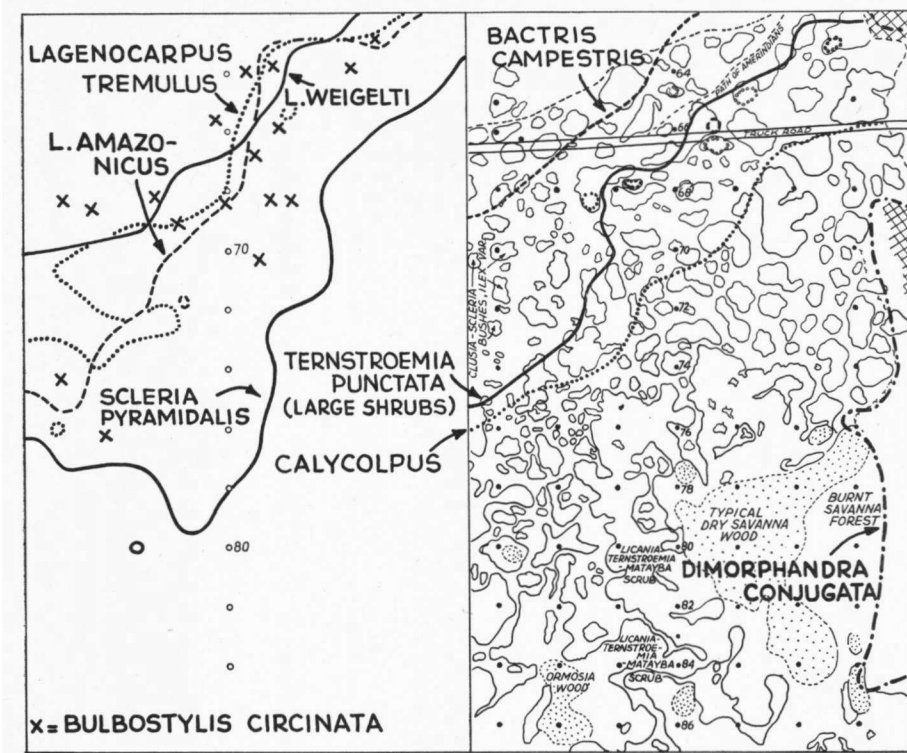 LAGENOCARPUS
TREMULUS
L. WEIGELTI
L. AMAZO-
NICUS
70
SCLERIA
PYRAMIDALIS
80
X = BULBOSTYLIS CIRCINATA
BACTRIS
CAMPESTRIS
PATH OF AMERINDIANS
64
66
TRUCK ROAD
68
70
72
CLUSIA-SCLERIA-
BUSHES, ILEX VAR.
74
TERNSTROEMIA
PUNCTATA
(LARGE SHRUBS)
CALYCOLPUS
76
78
TYPICAL
DRY SAVANNA
WOOD
BURNT
SAVANNA
FOREST
80
LICANIA-
TERNSTROEMIA
-MATAYBA
SCRUB
DIMORPHANDRA
CONJUGATA
82
LICANIA-
TERNSTROE-
MIA
-MATAYBA
SCRUB
84
ORMOSIA
WOOD
86